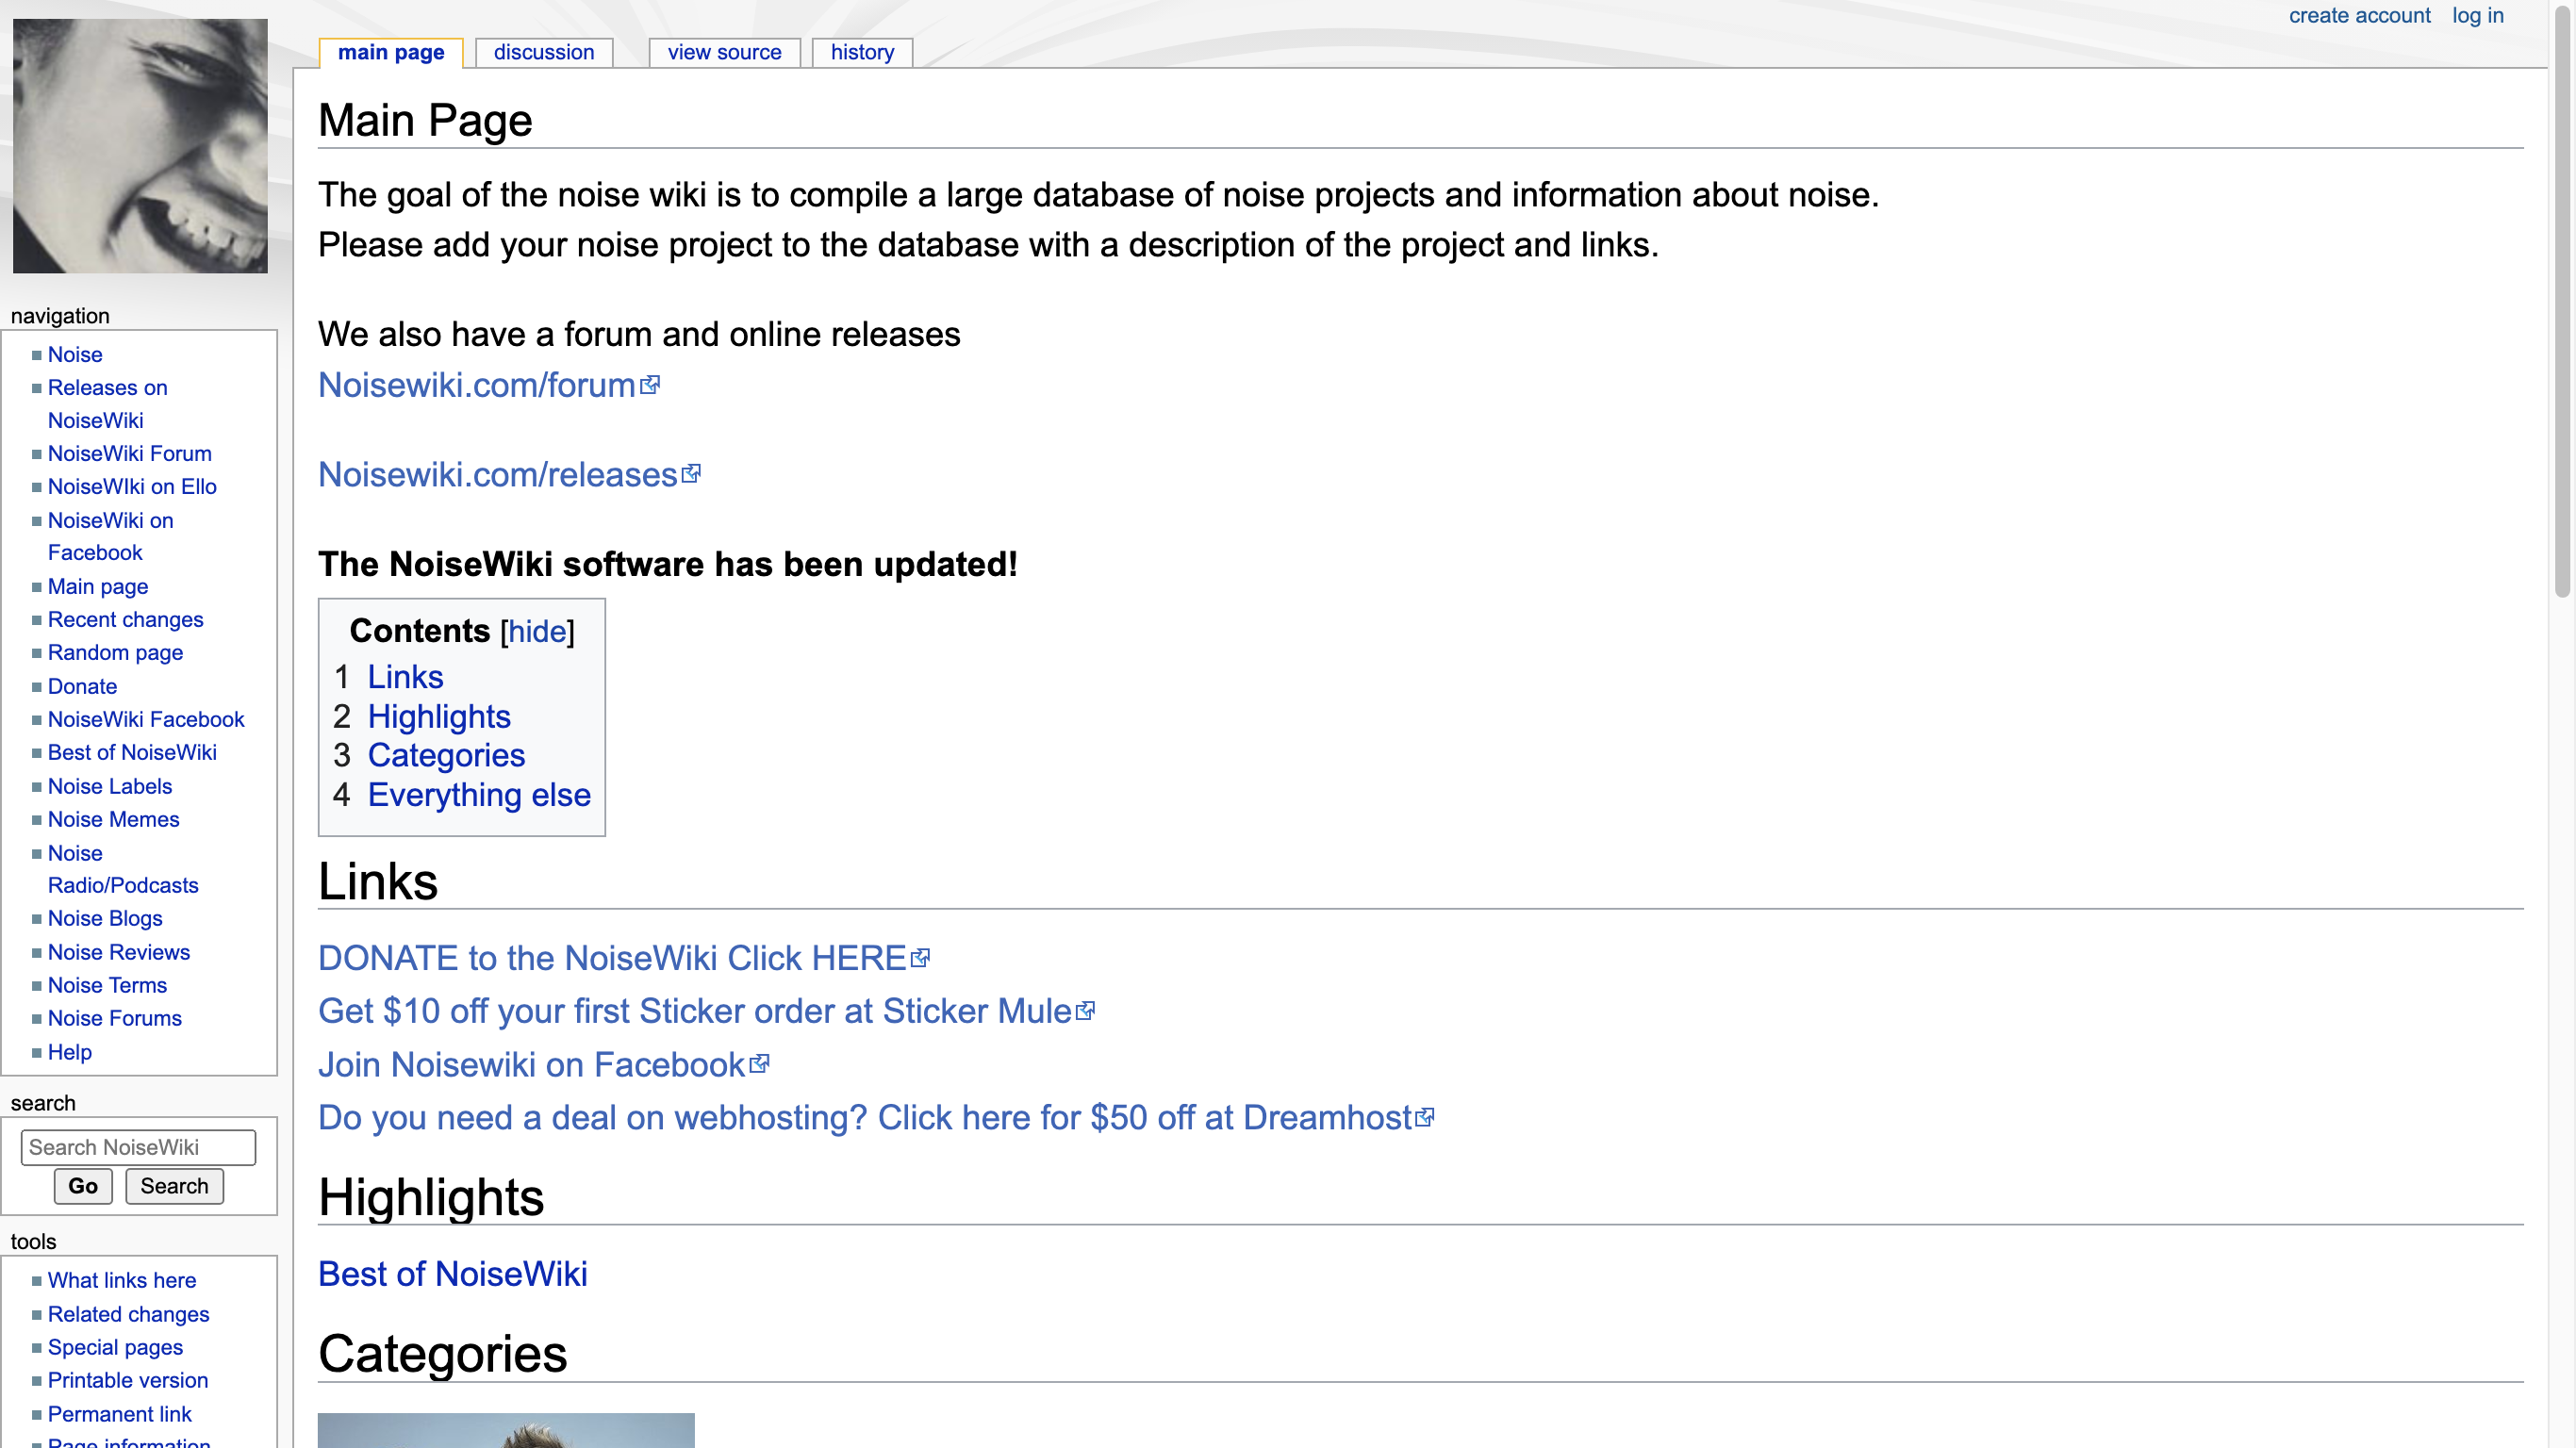 create account log in
main page discussion view source history
Main Page
The goal of the noise wiki is to compile a large database of noise projects and information about noise.
Please add your noise project to the database with a description of the project and links.
We also have a forum and online releases
Noisewiki.com/forum
Noisewiki.com/releases
The NoiseWiki software has been updated!
Contents [hide]
1 Links
2 Highlights
3 Categories
4 Everything else
Links
DONATE to the NoiseWiki Click HERE
Get $10 off your first Sticker order at Sticker Mule
Join Noisewiki on Facebook
Do you need a deal on webhosting? Click here for $50 off at Dreamhost
Highlights
Best of NoiseWiki
Categories
navigation
Noise
Releases on
NoiseWiki
NoiseWiki Forum
NoiseWIki on Ello
NoiseWiki on
Facebook
Main page
Recent changes
Random page
Donate
NoiseWiki Facebook
Best of NoiseWiki
Noise Labels
Noise Memes
Noise
Radio/Podcasts
Noise Blogs
Noise Reviews
Noise Terms
Noise Forums
Help
search
Search NoiseWiki
Go Search
tools
What links here
Related changes
Special pages
Printable version
Permanent link
Page information